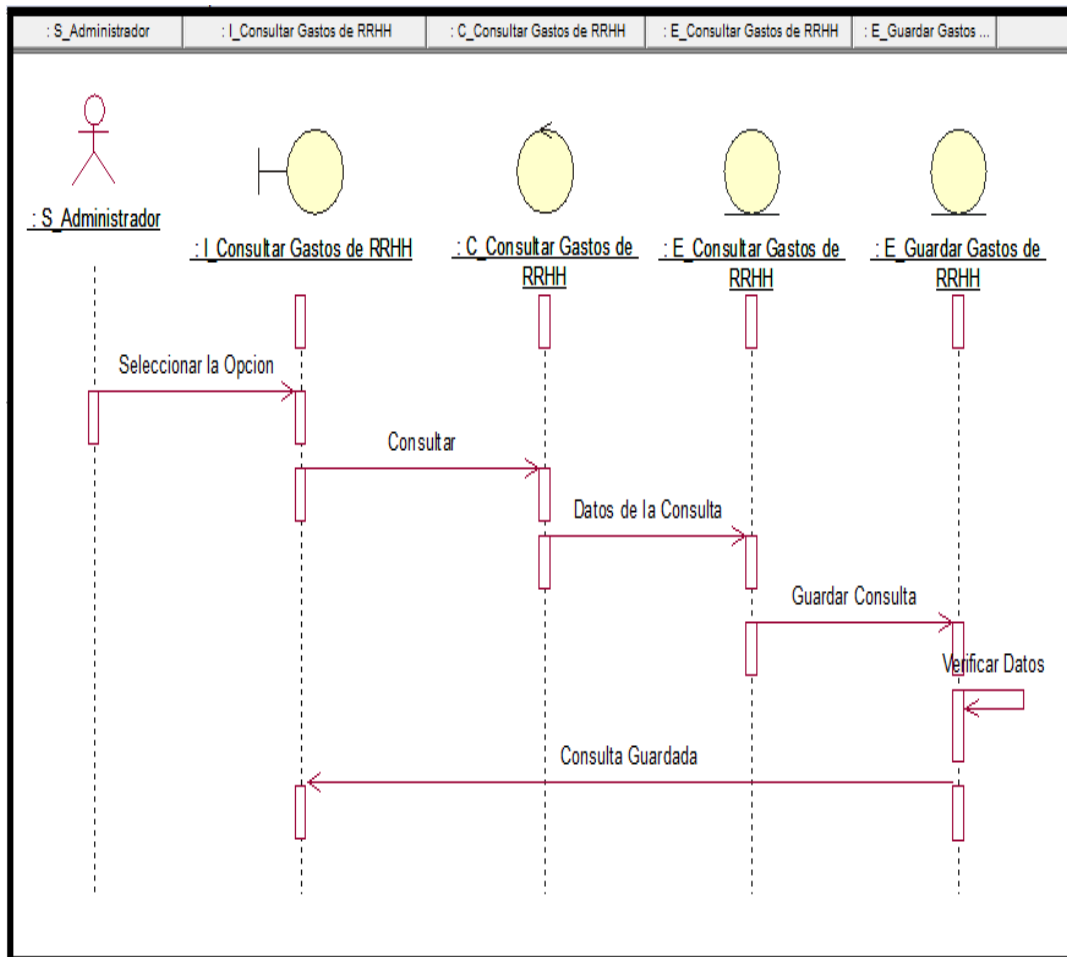 : S_Administrador
: I_Consultar Gastos de RRHH
: C_Consultar Gastos de RRHH
: E_Consultar Gastos de RRHH
: E_Guardar Gastos ...
: S_Administrador
: I_Consultar Gastos de RRHH
: C_Consultar Gastos de
RRHH
: E_Consultar Gastos de
RRHH
: E_Guardar Gastos de
RRHH
Seleccionar la Opcion
Consultar
Datos de la Consulta
Guardar Consulta
Verificar Datos
Consulta Guardada